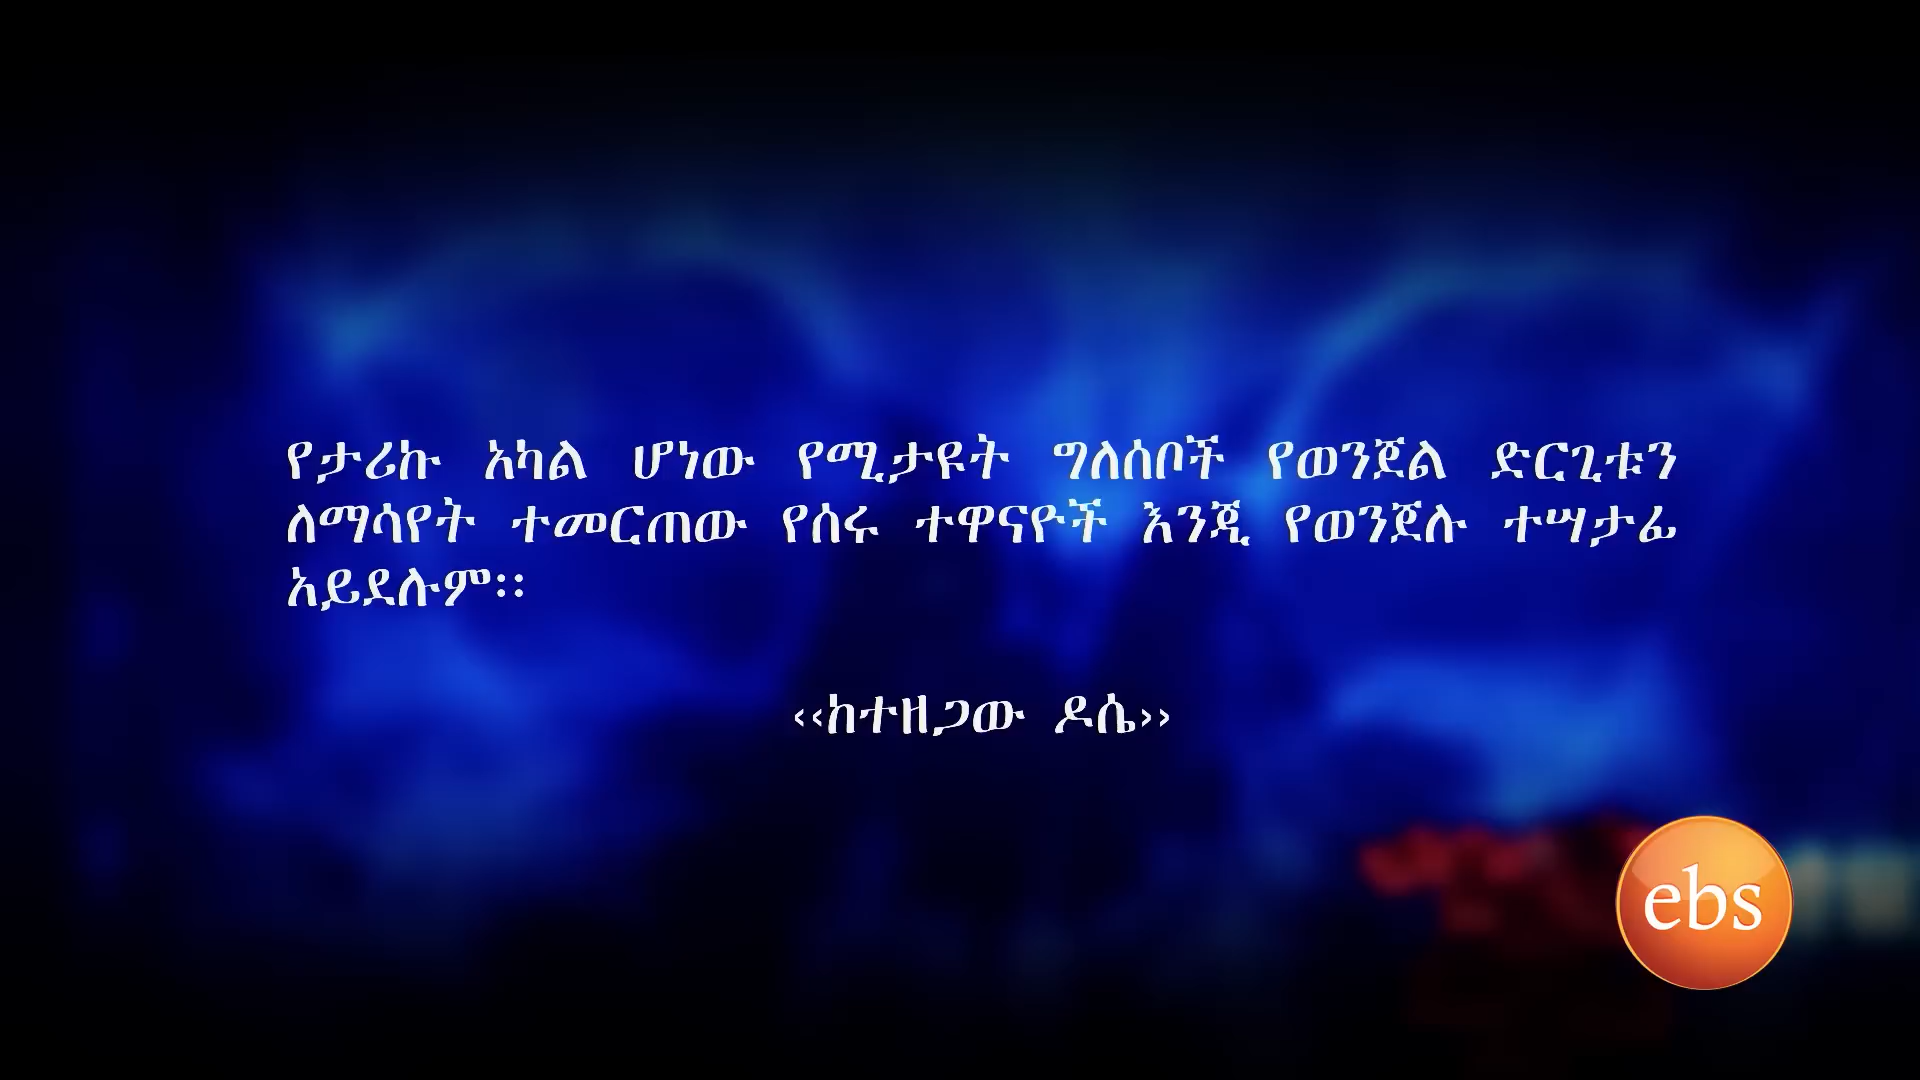 የታሪኩ አካል ሆነው የሚታዩት ግለሰቦች የወንጀል ድርጊቱን
ለማሳየት ተመርጠው የሰሩ ተዋናዮች እንጂ የወንጀሉ ተሣታፊ
አይደሉም፡፡
‹‹ከተዘጋው ዶሴ››
ebs